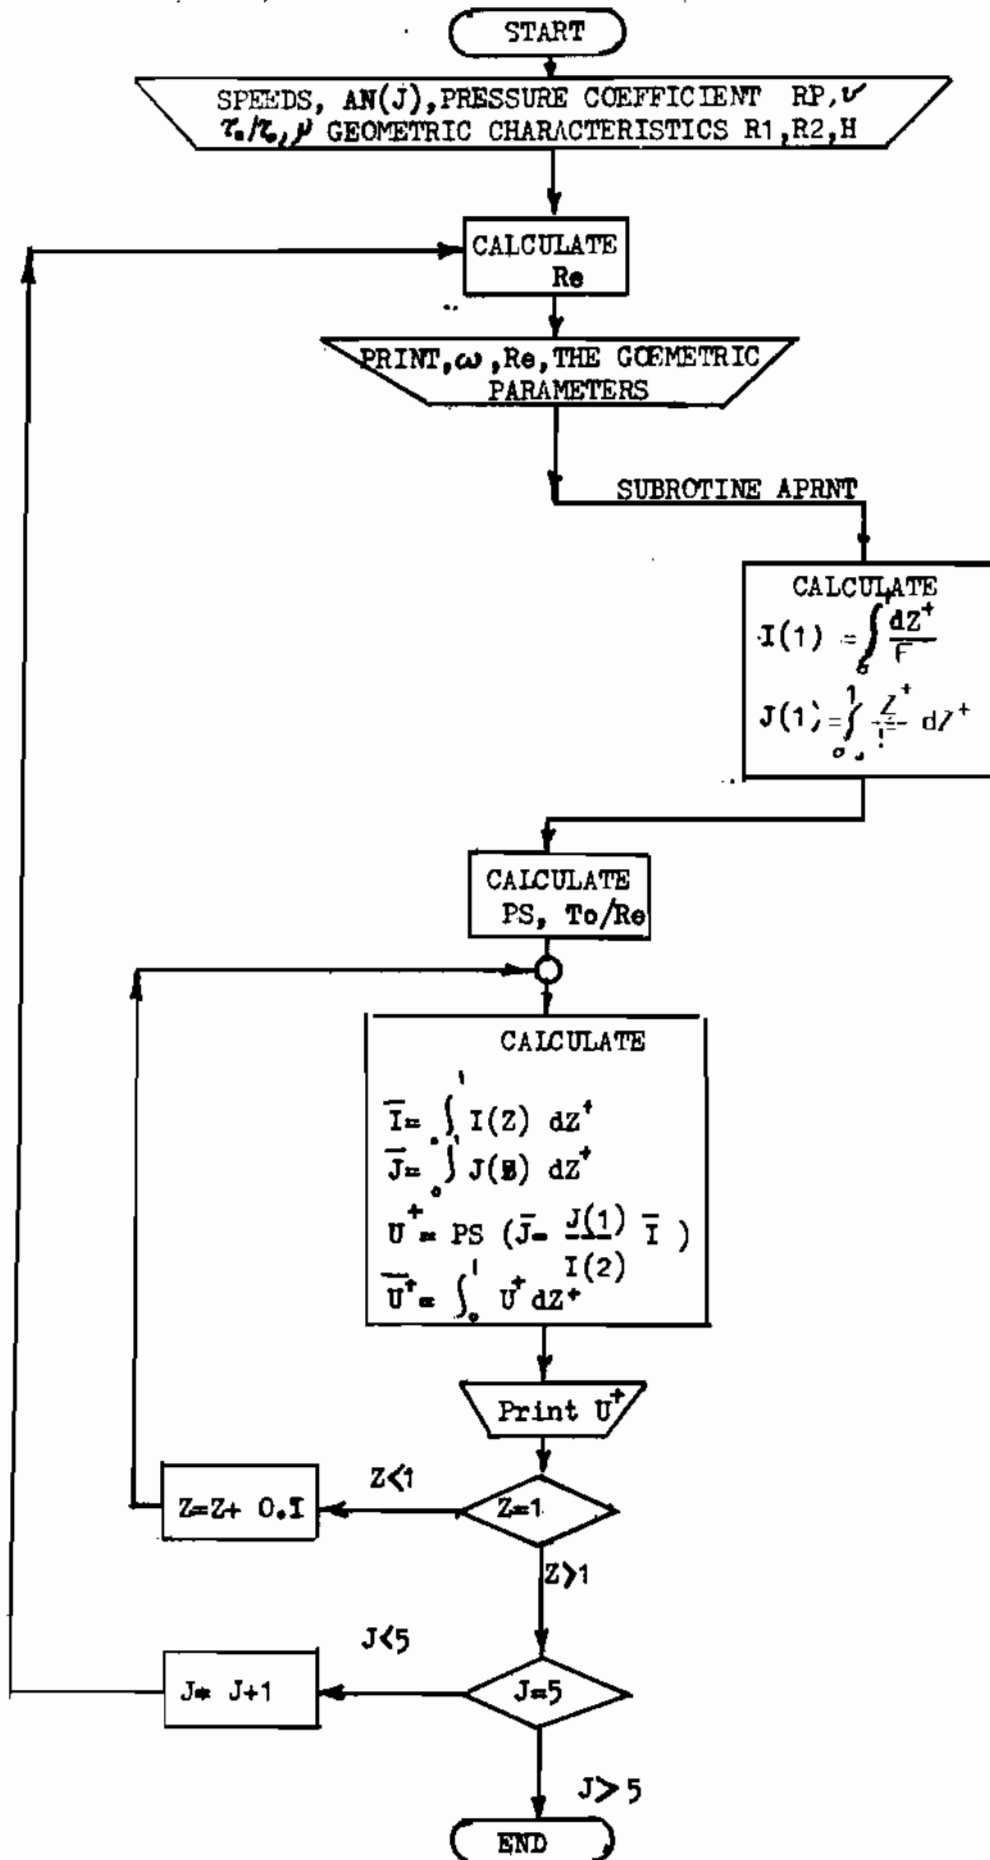 START
SPEEDS, AN(J),PRESSURE COEFFICIENT RP,υ
τ₀/τ₀,μ GEOMETRIC CHARACTERISTICS R1,R2,H
CALCULATE
Re
PRINT,ω,Re,THE GOEMETRIC
PARAMETERS
SUBROTINE APRNT
CALCULATE
I(1) = ∫ dZ⁺/F
J(1) = ∫₀¹ Z⁺/F dZ⁺
CALCULATE
PS, To/Re
CALCULATE
I̅= ∫₀¹ I(Z) dZ⁺
J̅= ∫₀¹ J(Z) dZ⁺
U⁺= PS (J̅- J(1)/I(2) I̅ )
U̅⁺= ∫₀¹ U⁺dZ⁺
Print U⁺
Z<1
Z=1
Z=Z+ 0.I
Z>1
J<5
J= J+1
J=5
J>5
END